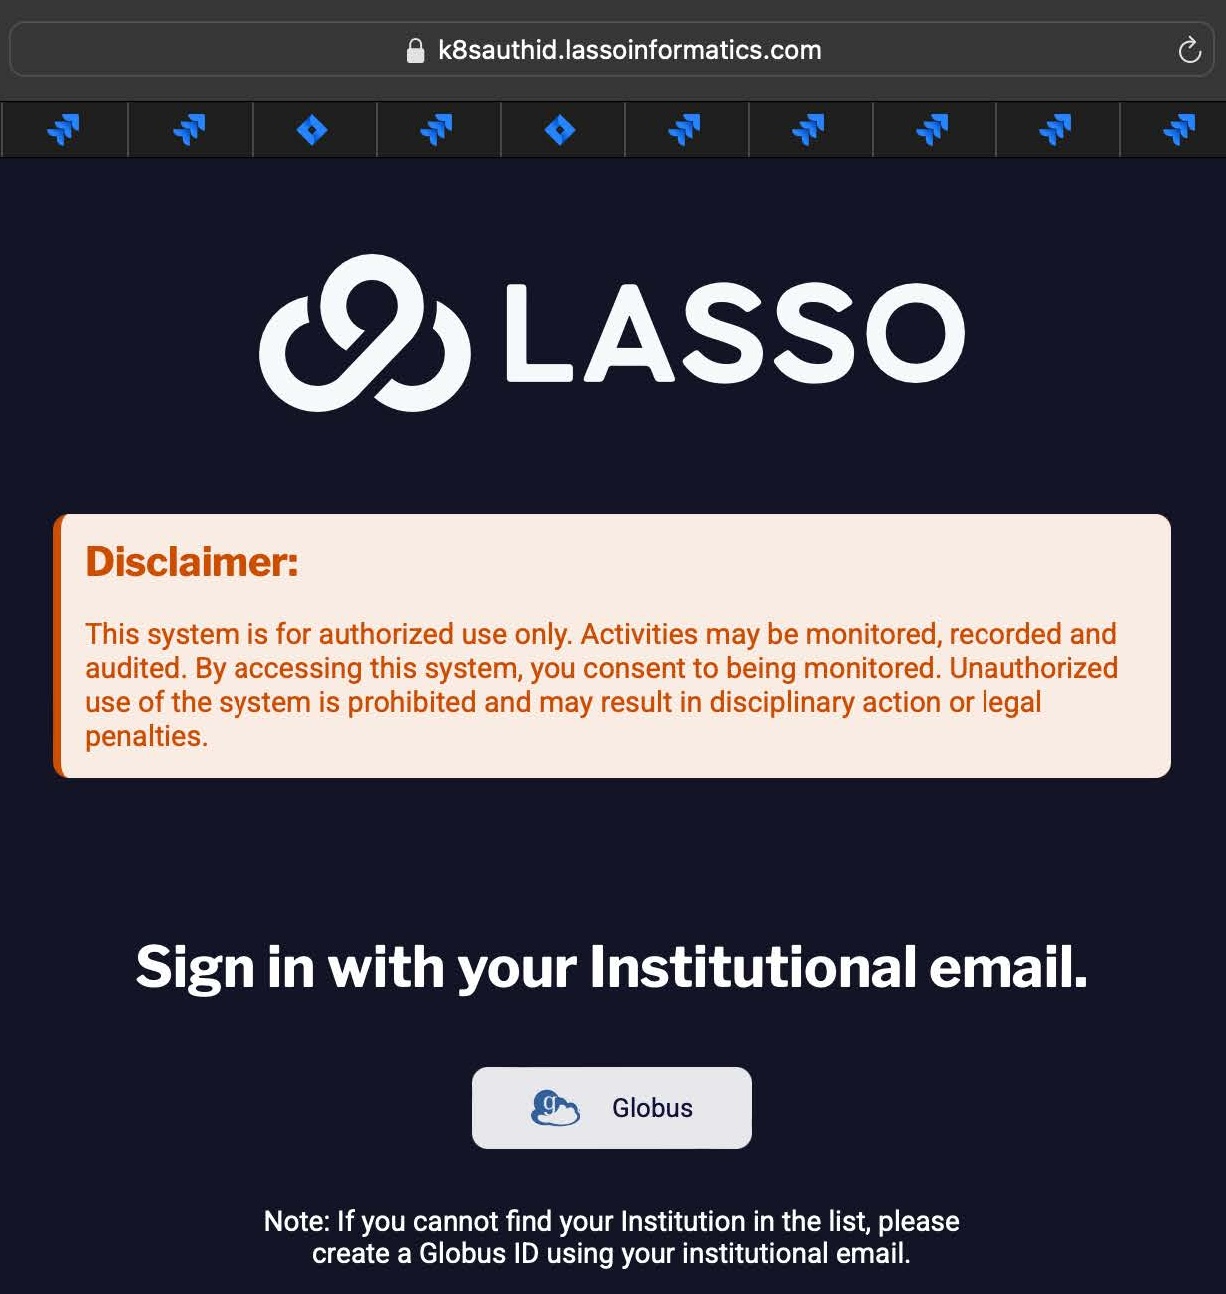 k8sauthid.lassoinformatics.com
LASSO
Disclaimer:
This system is for authorized use only. Activities may be monitored, recorded and
audited. By accessing this system, you consent to being monitored. Unauthorized
use of the system is prohibited and may result in disciplinary action or legal
penalties.
Sign in with your Institutional email.
g
Globus
Note: If you cannot find your Institution in the list, please
create a Globus ID using your institutional email.